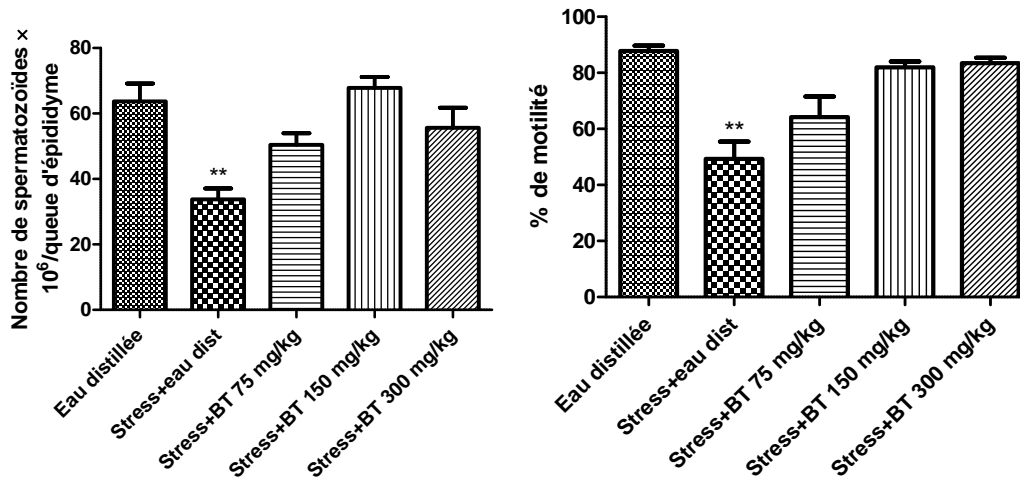 Nombre de spermatozoïdes ×
10⁶/queue d'épididyme
80
60
40
20
0
**
Eau distillée
Stress+eau dist
Stress+BT 75 mg/kg
Stress+BT 150 mg/kg
Stress+BT 300 mg/kg
% de motilité
100
80
60
40
20
0
**
Eau distillée
Stress+eau dist
Stress+BT 75 mg/kg
Stress+BT 150 mg/kg
Stress+BT 300 mg/kg